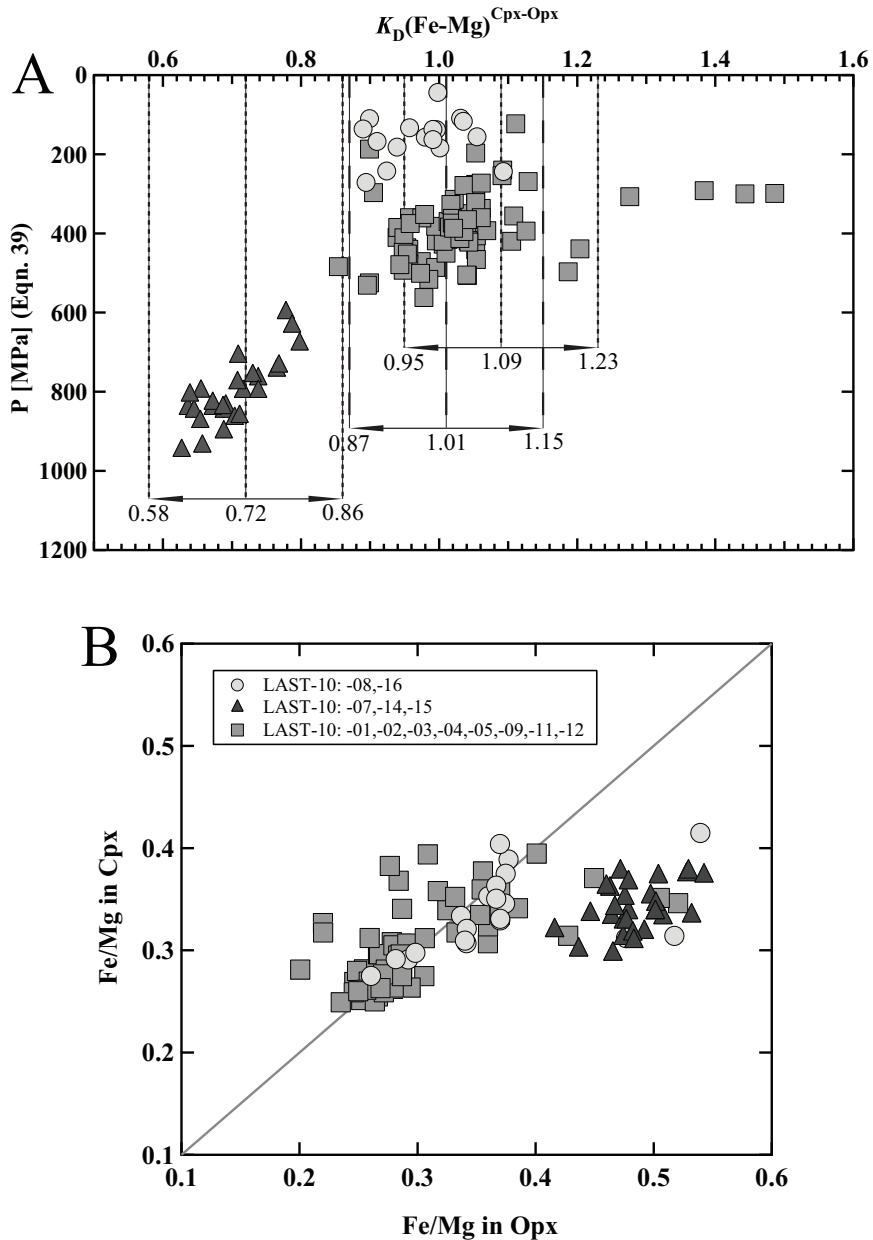 K_D(Fe-Mg)^Cpx-Opx
A
0.6 0.8 1.0 1.2 1.4 1.6
0
200
400
600
800
1000
1200
P [MPa] (Eqn. 39)
0.95 1.09 1.23
0.87 1.01 1.15
0.58 0.72 0.86
B
0.6
0.5
0.4
0.3
0.2
0.1
Fe/Mg in Cpx
LAST-10: -08,-16
LAST-10: -07,-14,-15
LAST-10: -01,-02,-03,-04,-05,-09,-11,-12
0.1 0.2 0.3 0.4 0.5 0.6
Fe/Mg in Opx